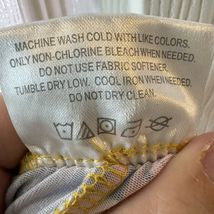 MACHINE WASH COLD WITH LIKE COLORS.
ONLY NON-CHLORINE BLEACH WHEN NEEDED.
DO NOT USE FABRIC SOFTENER.
TUMBLE DRY LOW. COOL IRON WHEN NEEDED.
DO NOT DRY CLEAN.